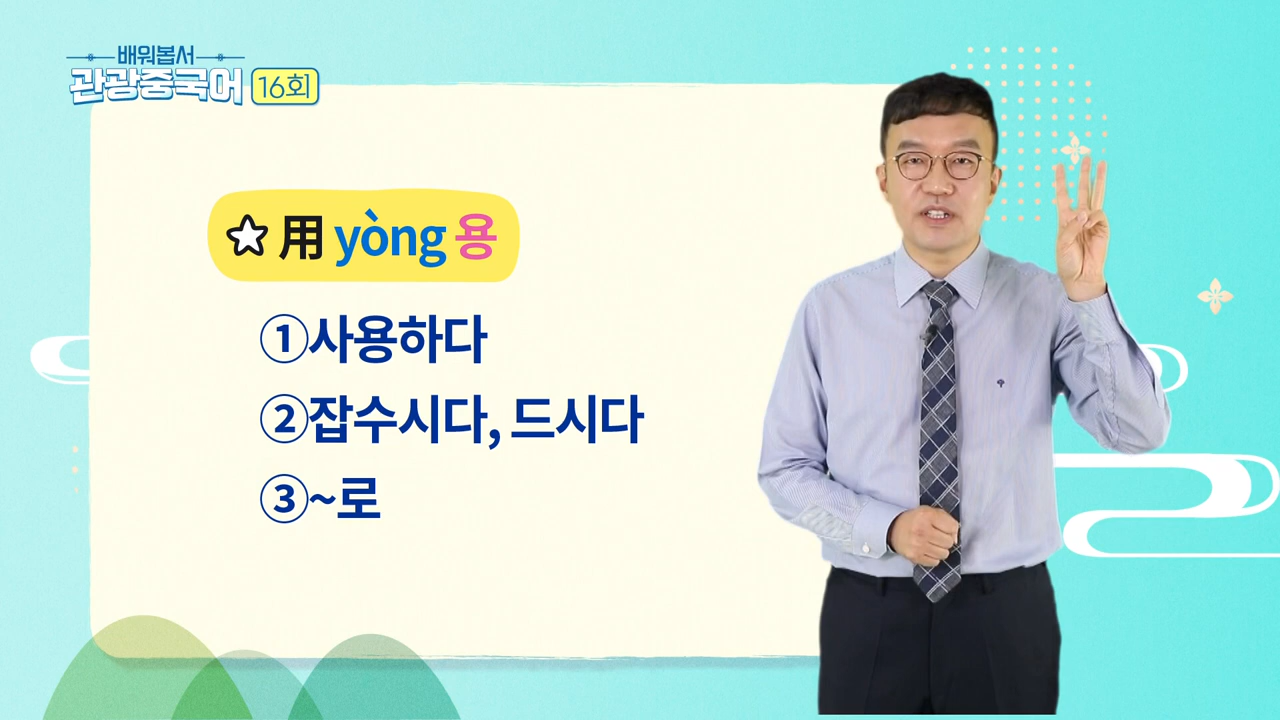 배워봅서
관광중국어 16회
用 yòng 용
①사용하다
②잡수시다, 드시다
③~로